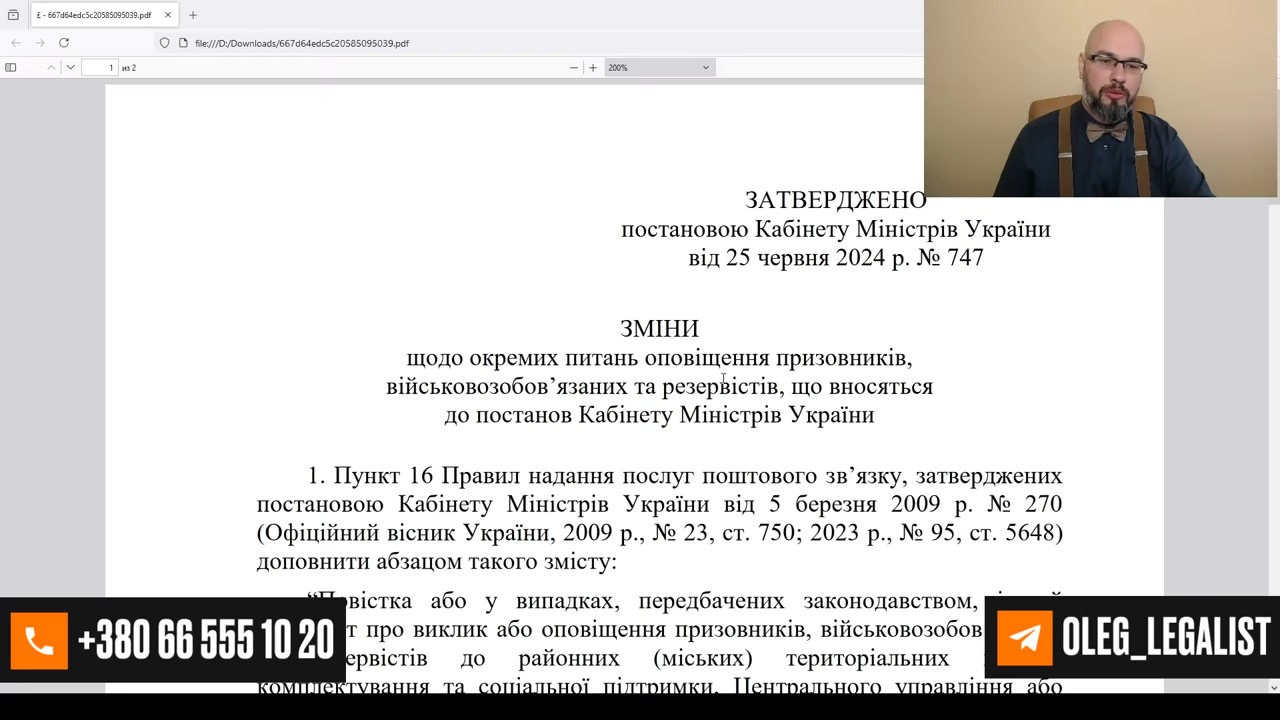 £ - 667d64edc5c20585095039.pdf
file:///D:/Downloads/667d64edc5c20585095039.pdf
1 из 2
200%
ЗАТВЕРДЖЕНО
постановою Кабінету Міністрів України
від 25 червня 2024 р. № 747
ЗМІНИ
щодо окремих питань оповіщення призовників,
військовозобов’язаних та резервістів, що вносяться
до постанов Кабінету Міністрів України
1. Пункт 16 Правил надання послуг поштового зв’язку, затверджених
постановою Кабінету Міністрів України від 5 березня 2009 р. № 270
(Офіційний вісник України, 2009 р., № 23, ст. 750; 2023 р., № 95, ст. 5648)
доповнити абзацом такого змісту:
“Повістка або у випадках, передбачених законодавством,
про виклик або оповіщення призовників,
до районних (міських) територіальних
комплектування та соціальної підтримки, Центрального управління або
+380 66 555 10 20
OLEG_LEGALIST